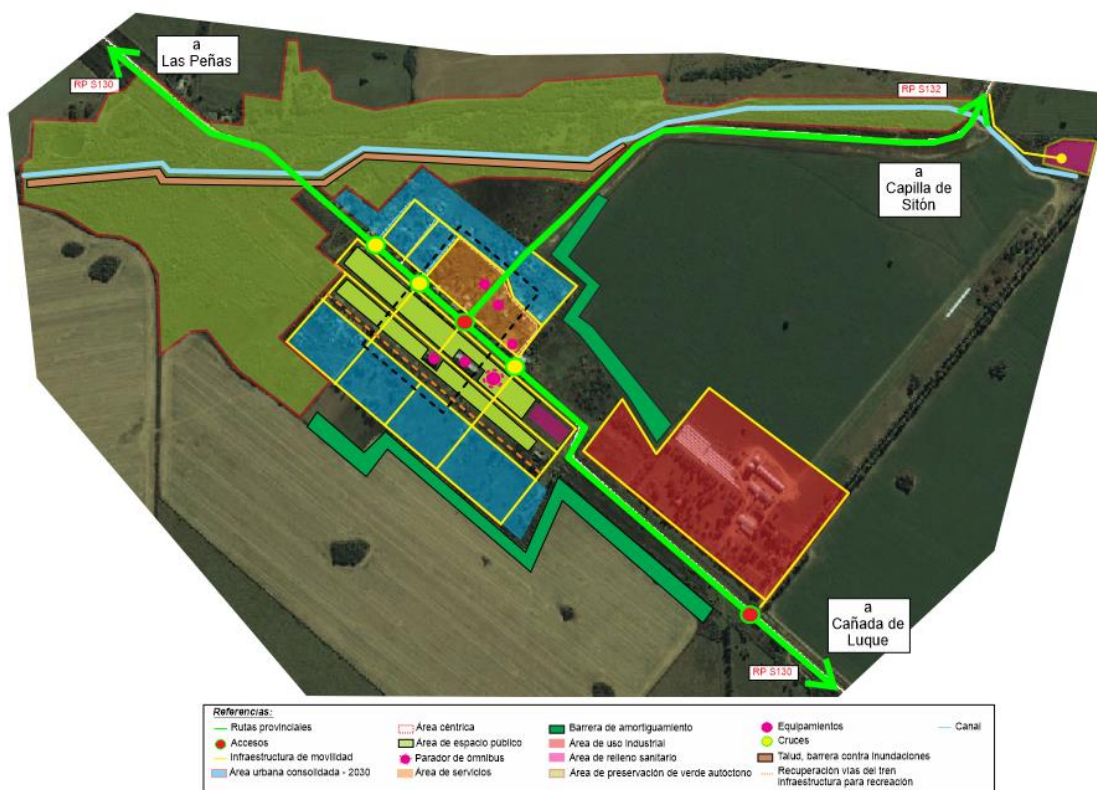 a
Las Peñas
RP S130
RP S132
a
Capilla de
Sitón
a
Cañada de
Luque
RP S130
Referencias:
Rutas provinciales
Accesos
Infraestructura de movilidad
Área urbana consolidada - 2030
Área céntrica
Área de espacio público
Parador de ómnibus
Área de servicios
Barrera de amortiguamiento
Área de uso industrial
Área de relleno sanitario
Área de preservación de verde autóctono
Equipamientos
Cruces
Talud, barrera contra inundaciones
Recuperación vías del tren
infraestructura para recreación
Canal